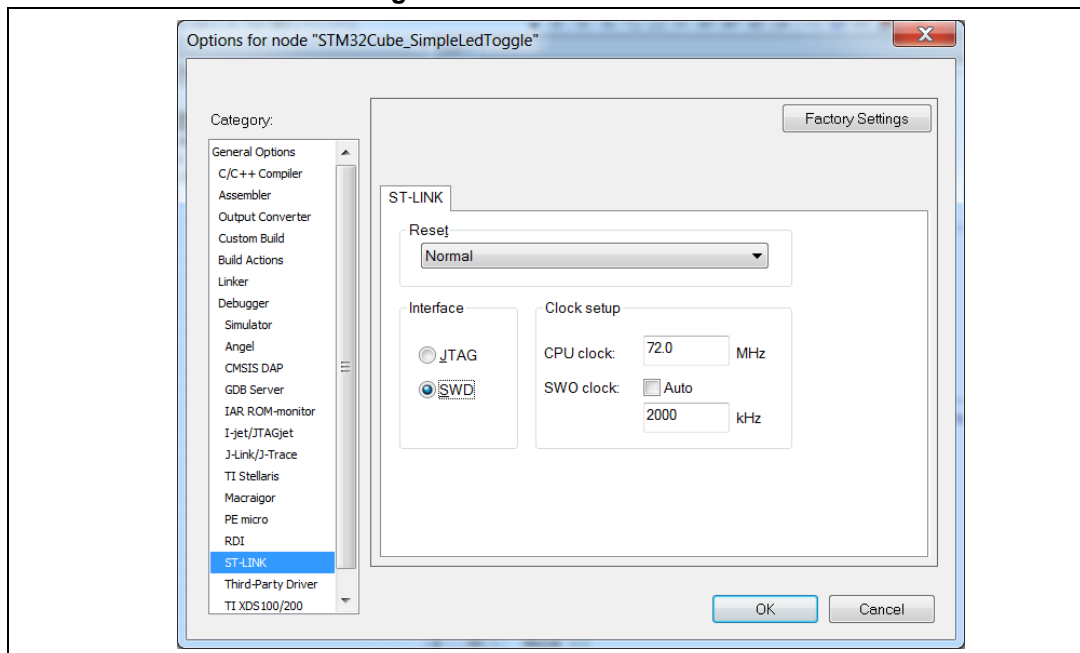 Options for node "STM32Cube_SimpleLedToggle"
Category:
Factory Settings
General Options
C/C++ Compiler
Assembler
Output Converter
Custom Build
Build Actions
Linker
Debugger
Simulator
Angel
CMSIS DAP
GDB Server
IAR ROM-monitor
I-jet/JTAGjet
J-Link/J-Trace
TI Stellaris
Macraigor
PE micro
RDI
ST-LINK
Third-Party Driver
TI XDS100/200
ST-LINK
Reset
Normal
Interface
JTAG
SWD
Clock setup
CPU clock: 72.0 MHz
SWO clock: Auto
2000 kHz
OK Cancel